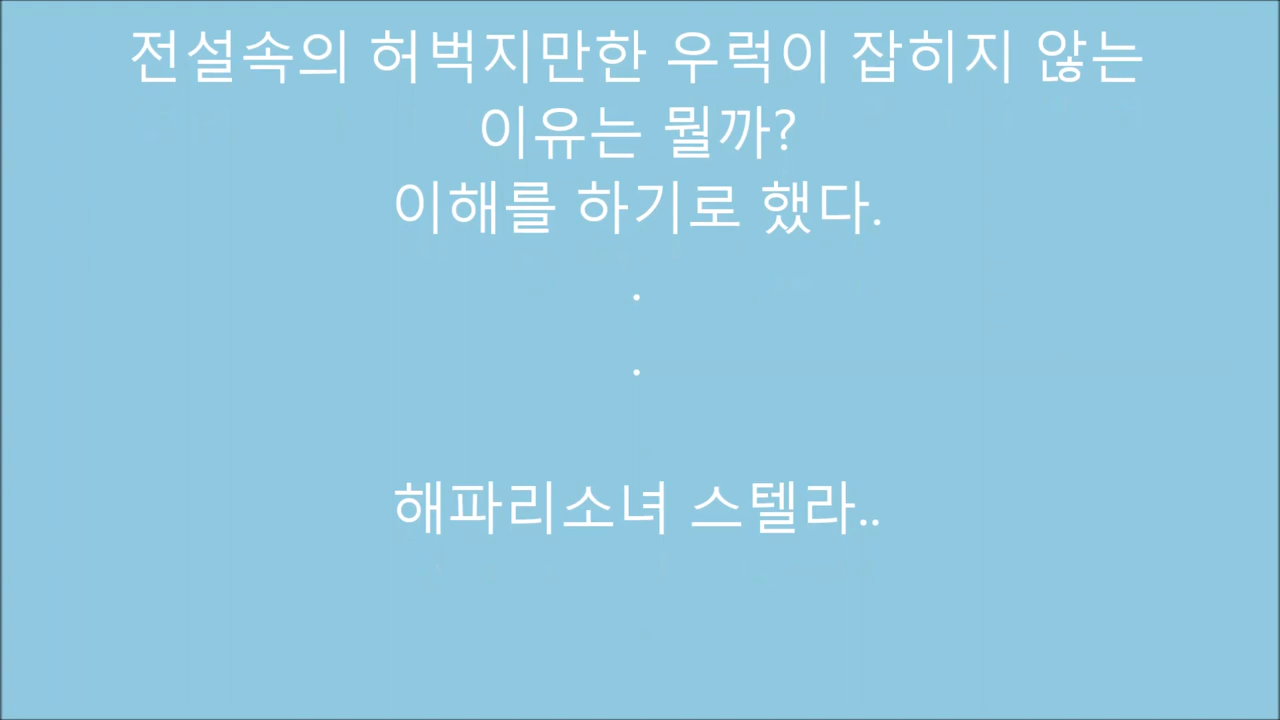 전설속의 허벅지만한 우럭이 잡히지 않는
이유는 뭘까?
이해를 하기로 했다.
.
.
해파리소녀 스텔라..